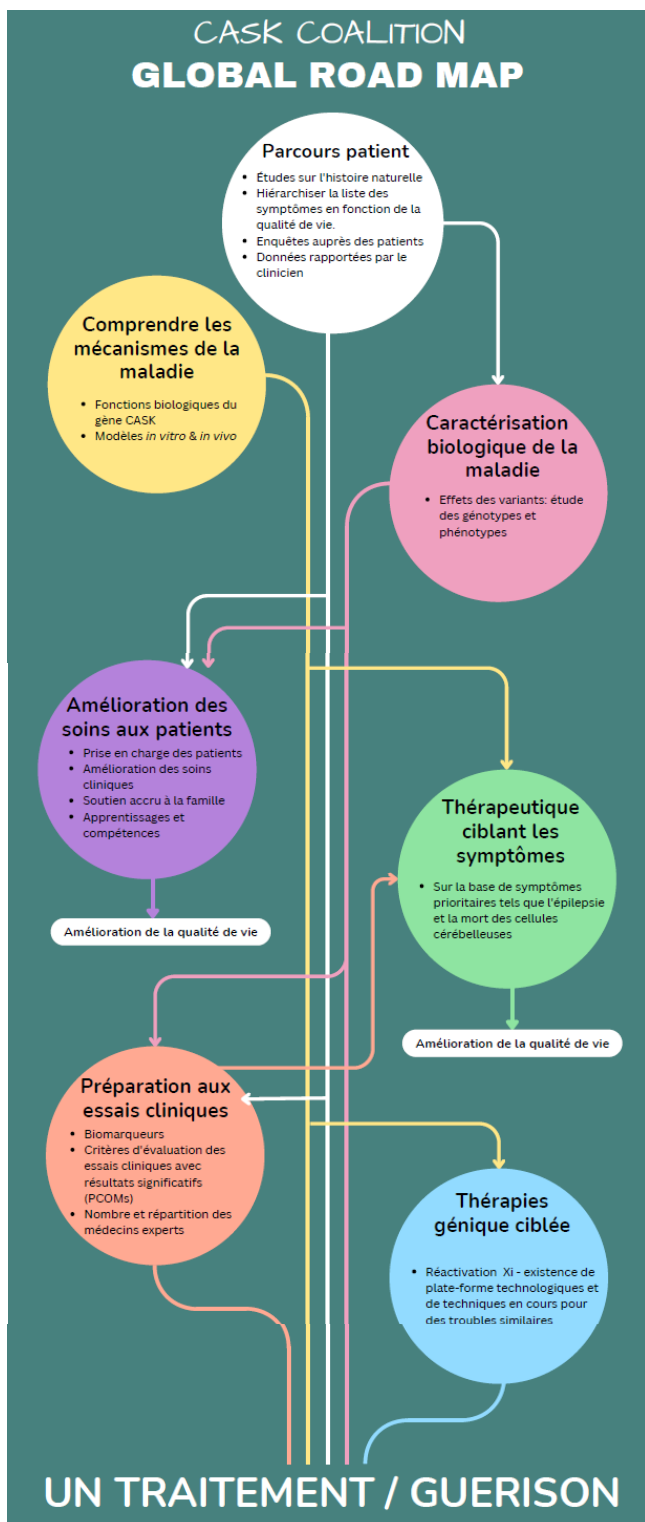 CASK COALITION
GLOBAL ROAD MAP
Parcours patient
• Études sur l'histoire naturelle
• Hiérarchiser la liste des
symptômes en fonction de la
qualité de vie.
• Enquêtes auprès des patients
• Données rapportées par le
clinicien
Comprendre les
mécanismes de la
maladie
• Fonctions biologiques du
gène CASK
• Modèles in vitro & in vivo
Caractérisation
biologique de la
maladie
• Effets des variants: étude
des génotypes et
phénotypes
Amélioration des
soins aux patients
• Prise en charge des patients
• Amélioration des soins
cliniques
• Soutien accru à la famille
• Apprentissages et
compétences
Amélioration de la qualité de vie
Thérapeutique
ciblant les
symptômes
• Sur la base de symptômes
prioritaires tels que l'épilepsie
et la mort des cellules
cérébelleuses
Amélioration de la qualité de vie
Préparation aux
essais cliniques
• Biomarqueurs
• Critères d'évaluation des
essais cliniques avec
résultats significatifs
(PCOMs)
• Nombre et répartition des
médecins experts
Thérapies
génique ciblée
• Réactivation Xi - existence de
plate-forme technologiques et
de techniques en cours pour
des troubles similaires
UN TRAITEMENT / GUERISON